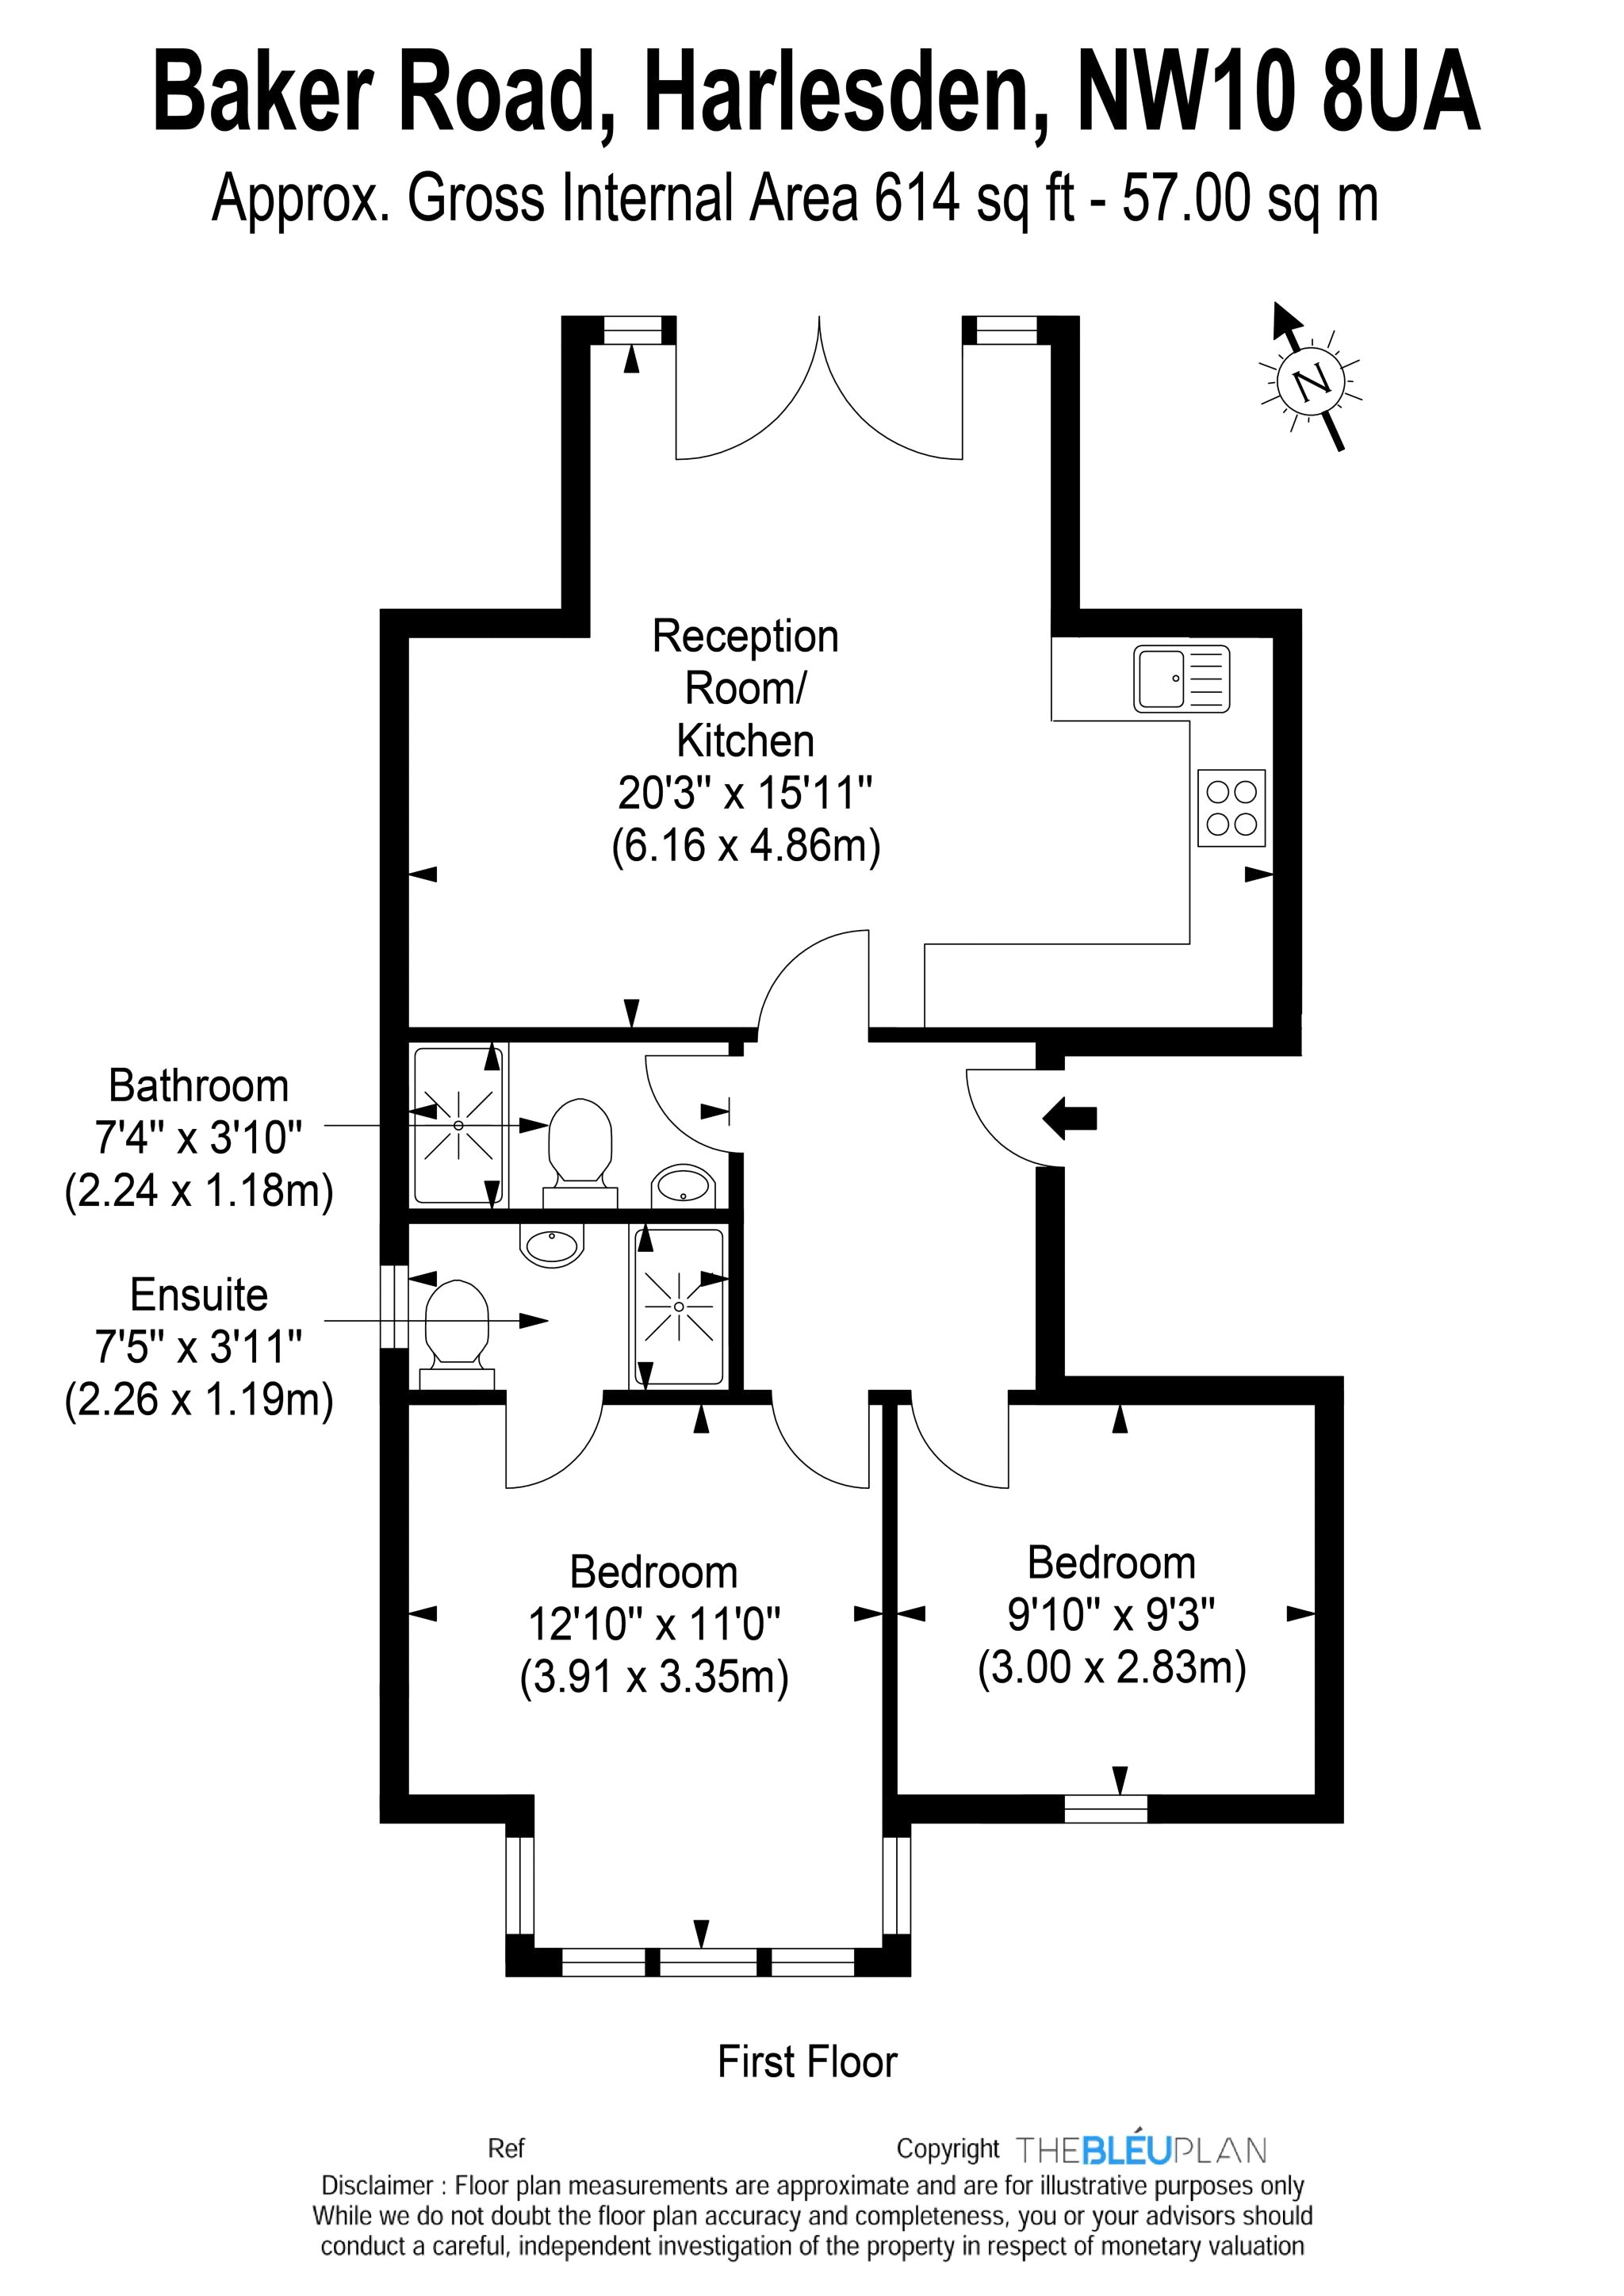 Baker Road, Harlesden, NW10 8UA
Approx. Gross Internal Area 614 sq ft - 57.00 sq m
N
Reception
Room/
Kitchen
20'3" x 15'11"
(6.16 x 4.86m)
Bathroom
7'4" x 3'10"
(2.24 x 1.18m)
Ensuite
7'5" x 3'11"
(2.26 x 1.19m)
Bedroom
12'10" x 11'0"
(3.91 x 3.35m)
Bedroom
9'10" x 9'3"
(3.00 x 2.83m)
First Floor
Ref
Copyright THEBLÉUPLAN
Disclaimer : Floor plan measurements are approximate and are for illustrative purposes only
While we do not doubt the floor plan accuracy and completeness, you or your advisors should
conduct a careful, independent investigation of the property in respect of monetary valuation